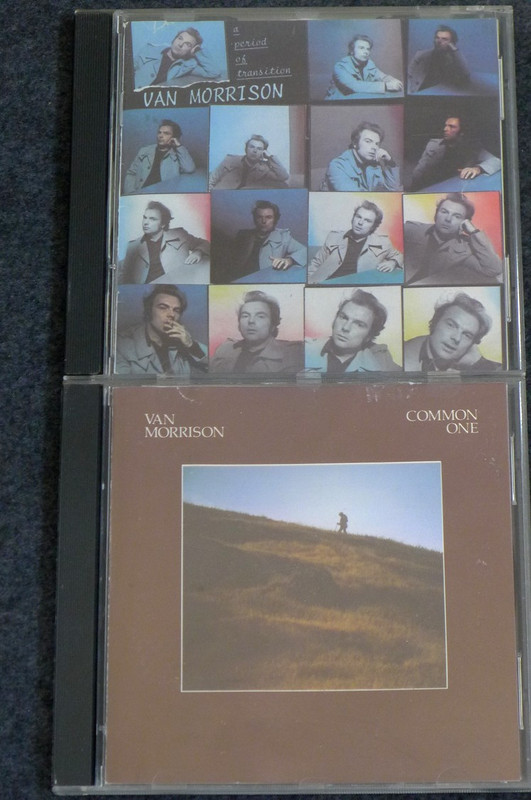 a
period
of
transition
VAN MORRISON
VAN
MORRISON
COMMON
ONE